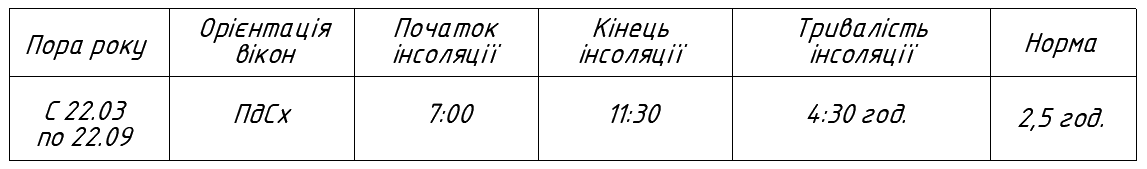 Пора року
Орієнтація
вікон
Початок
інсоляції
Кінець
інсоляції
Тривалість
інсоляції
Норма
С 22.03
по 22.09
ПдСх
7:00
11:30
4:30 год.
2,5 год.